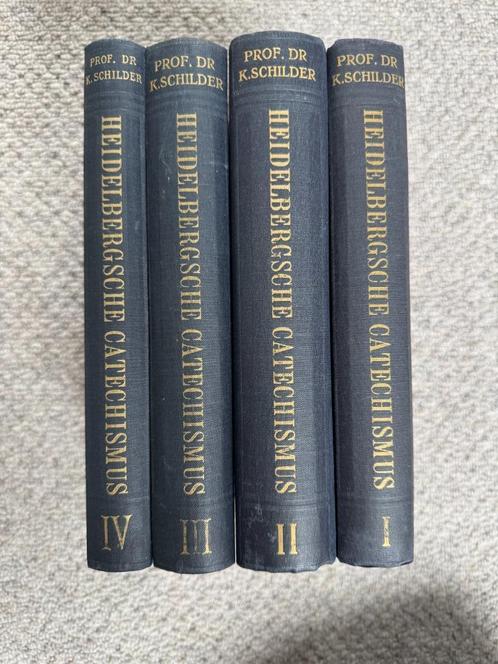 PROF. DR
K. SCHILDER
HEIDELBERGSCHE CATECHISMUS
IV
PROF. DR
K. SCHILDER
HEIDELBERGSCHE CATECHISMUS
III
PROF. DR
K. SCHILDER
HEIDELBERGSCHE CATECHISMUS
II
PROF. DR
K. SCHILDER
HEIDELBERGSCHE CATECHISMUS
I